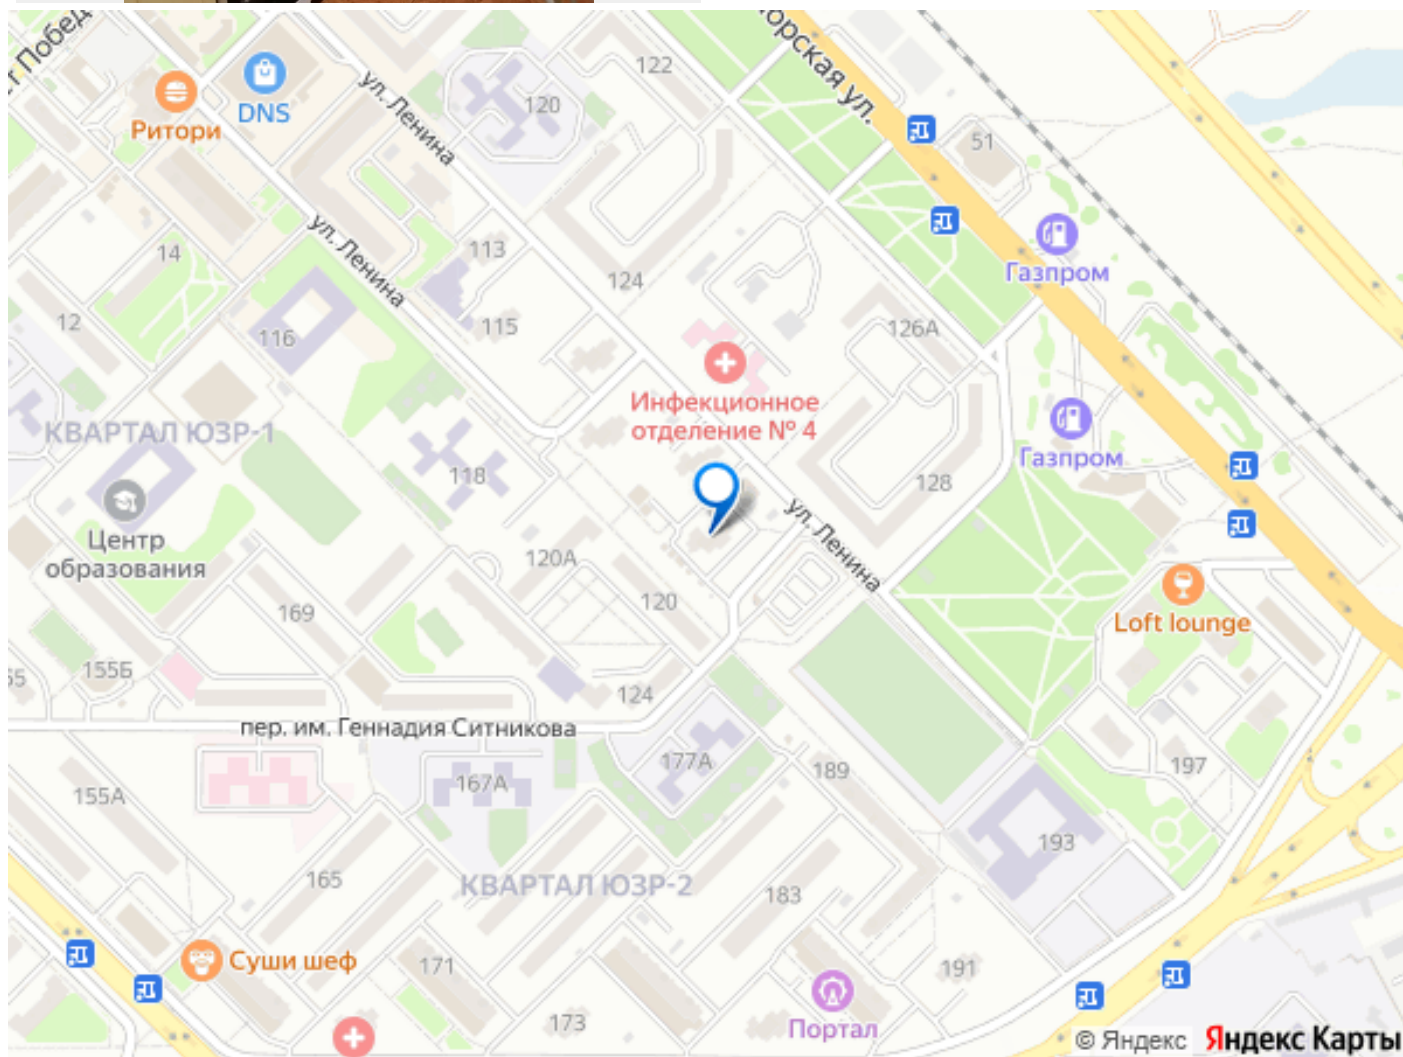 ст Побед
орская ул.
122
120
ул. Ленина
DNS
Ритори
51
ул. Ленина
113
14
124
Газпром
12
116
115
126А
Инфекционное
отделение № 4
КВАРТАЛ ЮЗР-1
118
Газпром
128
ул. Ленина
Центр
образования
120А
120
169
Loft lounge
155Б
55
124
пер. им. Геннадия Ситникова
177А
189
197
155А
167А
193
165
КВАРТАЛ ЮЗР-2
183
Суши шеф
171
191
173
Портал
© Яндекс Яндекс Карты